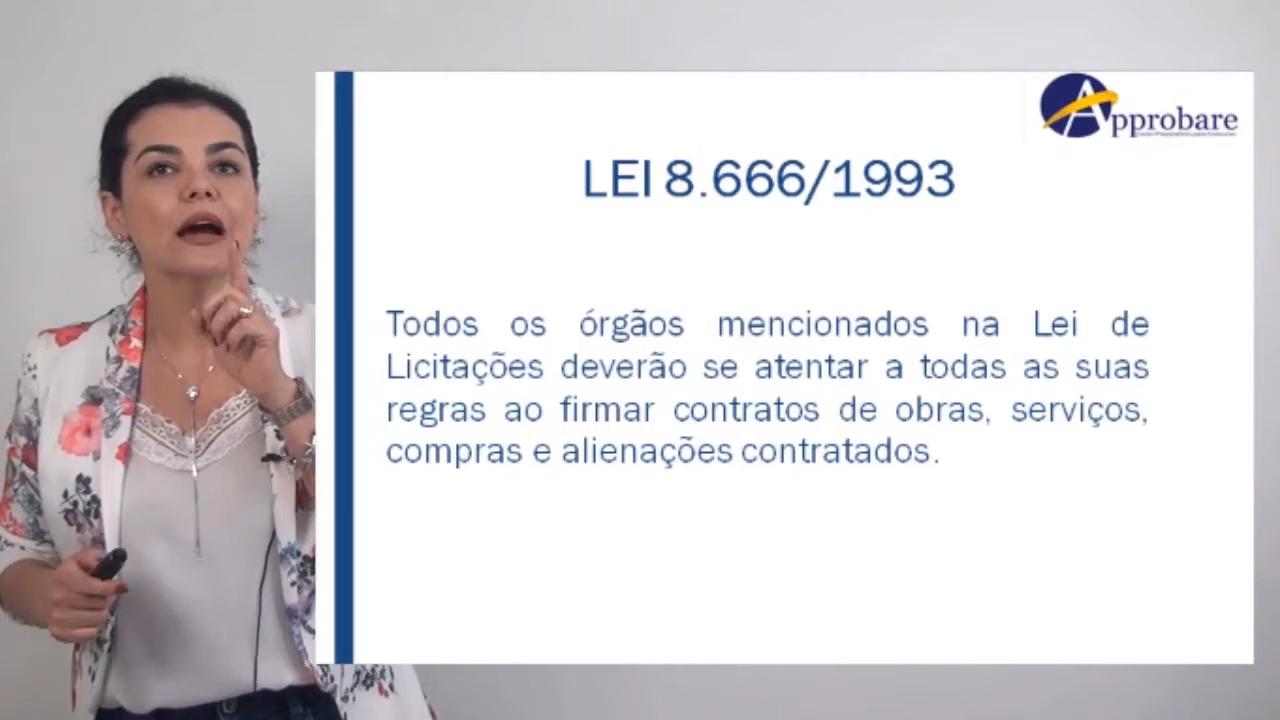 Approbare
LEI 8.666/1993
Todos os órgãos mencionados na Lei de
Licitações deverão se atentar a todas as suas
regras ao firmar contratos de obras, serviços,
compras e alienações contratados.